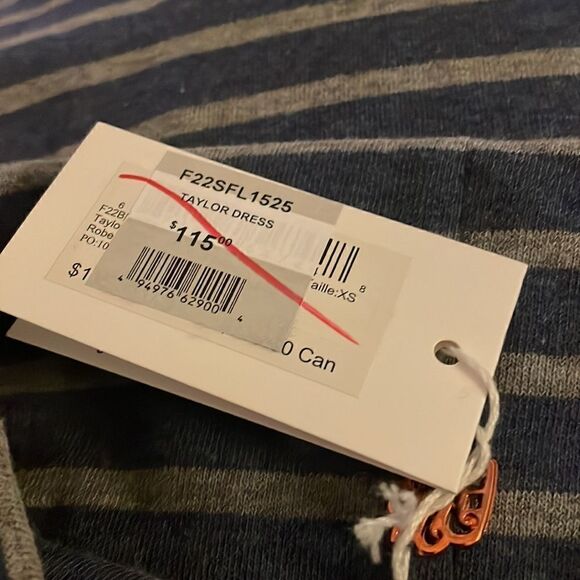 F22SFL1525
TAYLOR DRESS
$115.00
4 94976 62900 4
6
F22B
Taylo
Robe
PO:10
$1
8
aille:XS
0 Can